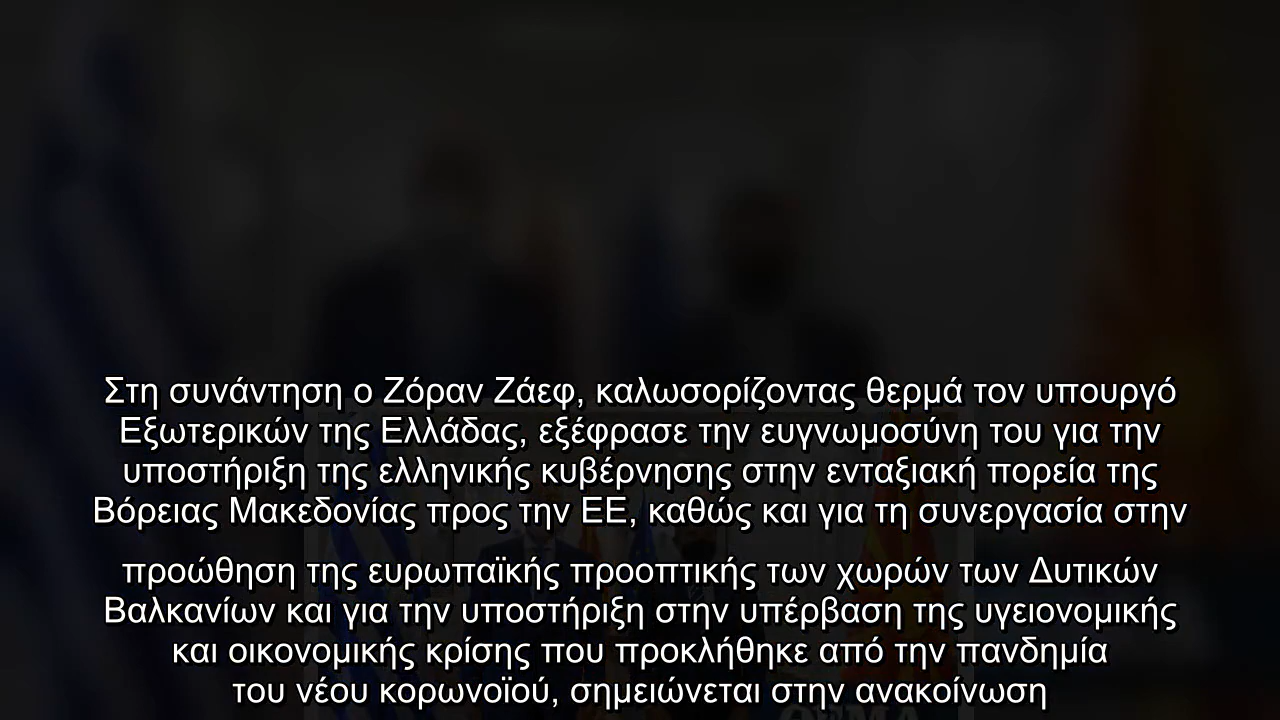 Στη συνάντηση ο Ζόραν Ζάεφ, καλωσορίζοντας θερμά τον υπουργό
Εξωτερικών της Ελλάδας, εξέφρασε την ευγνωμοσύνη του για την
υποστήριξη της ελληνικής κυβέρνησης στην ενταξιακή πορεία της
Βόρειας Μακεδονίας προς την ΕΕ, καθώς και για τη συνεργασία στην
προώθηση της ευρωπαϊκής προοπτικής των χωρών των Δυτικών
Βαλκανίων και για την υποστήριξη στην υπέρβαση της υγειονομικής
και οικονομικής κρίσης που προκλήθηκε από την πανδημία
του νέου κορωνοϊού, σημειώνεται στην ανακοίνωση